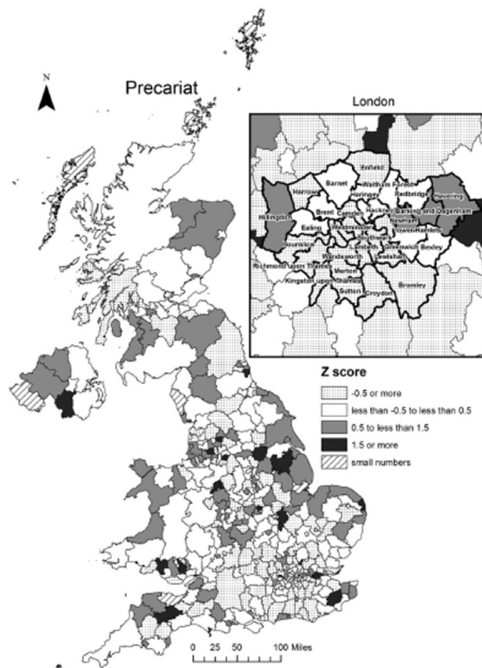 N
Precariat
London
Enfield
Barnet
Harrow
Waltham Forest
Haringey
Redbridge
Havering
Brent
Camden
Hackney
Barking and Dagenham
Hillingdon
Newham
Ealing
Westminster
Tower Hamlets
Southwark
Hounslow
Lambeth
Greenwich
Bexley
Wandsworth
Lewisham
Richmond upon Thames
Merton
Kingston upon Thames
Bromley
Sutton
Croydon
Z score
-0.5 or more
less than -0.5 to less than 0.5
0.5 to less than 1.5
1.5 or more
small numbers
0 25 50 100 Miles